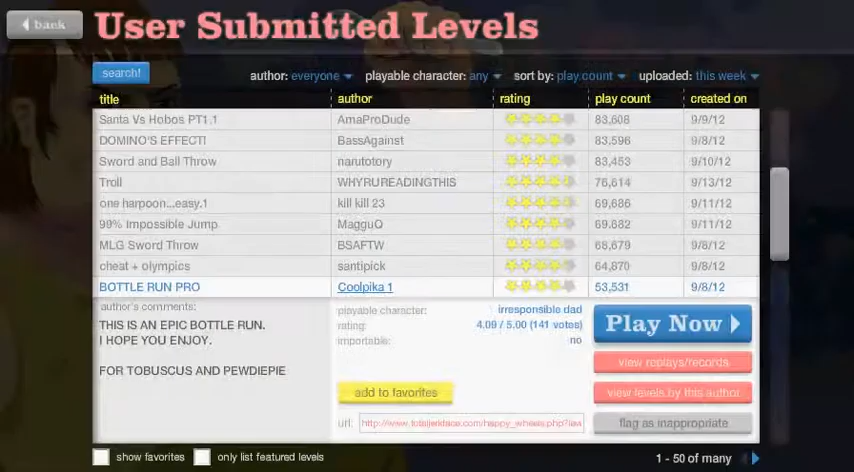 back
User Submitted Levels
search!
author: everyone playable character: any sort by: play count uploaded: this week
title author rating play count created on
Santa Vs Hobos PT1.1 AmaProDude 83,608 9/9/12
DOMINO'S EFFECT! BassAgainst 83,596 9/8/12
Sword and Ball Throw narutotory 83,453 9/10/12
Troll WHYRUREADINGTHIS 76,614 9/13/12
one harpoon...easy.1 kill kill 23 69,686 9/11/12
99% Impossible Jump MagguQ 69,682 9/11/12
MLG Sword Throw BSAFTW 68,679 9/8/12
cheat + olympics santipick 64,870 9/8/12
BOTTLE RUN PRO Coolpika 1 53,531 9/8/12
author's comments:
THIS IS AN EPIC BOTTLE RUN.
I HOPE YOU ENJOY.
FOR TOBUSCUS AND PEWDIEPIE
playable character: irresponsible dad
rating: 4.09 / 5.00 (141 votes)
importable: no
add to favorites
url: http://www.totaljerkface.com/happy_wheels.php?lev
Play Now
view replays/records
view levels by this author
flag as inappropriate
show favorites only list featured levels 1 - 50 of many